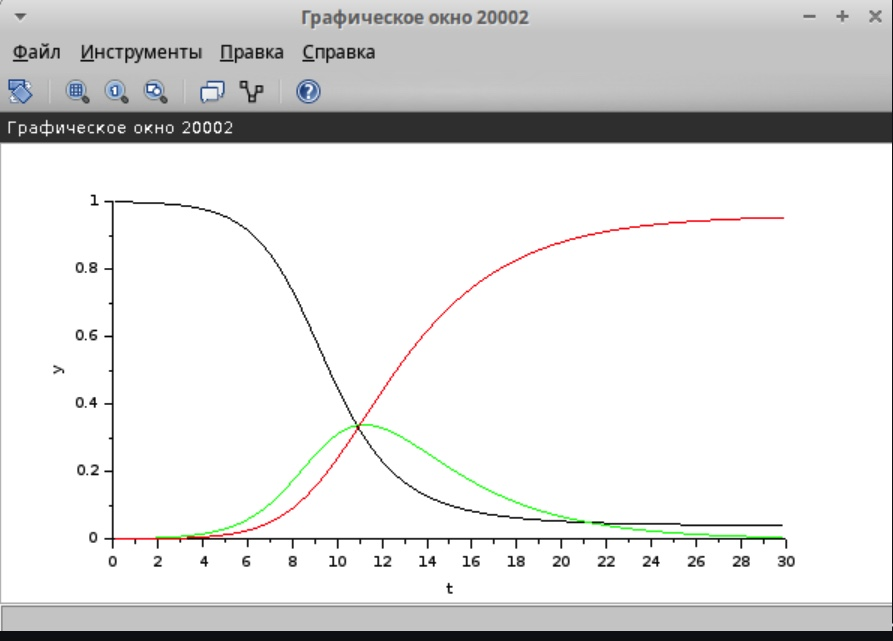 Графическое окно 20002
Файл Инструменты Правка Справка
Графическое окно 20002
1
0.8
0.6
0.4
0.2
0
y
0 2 4 6 8 10 12 14 16 18 20 22 24 26 28 30
t